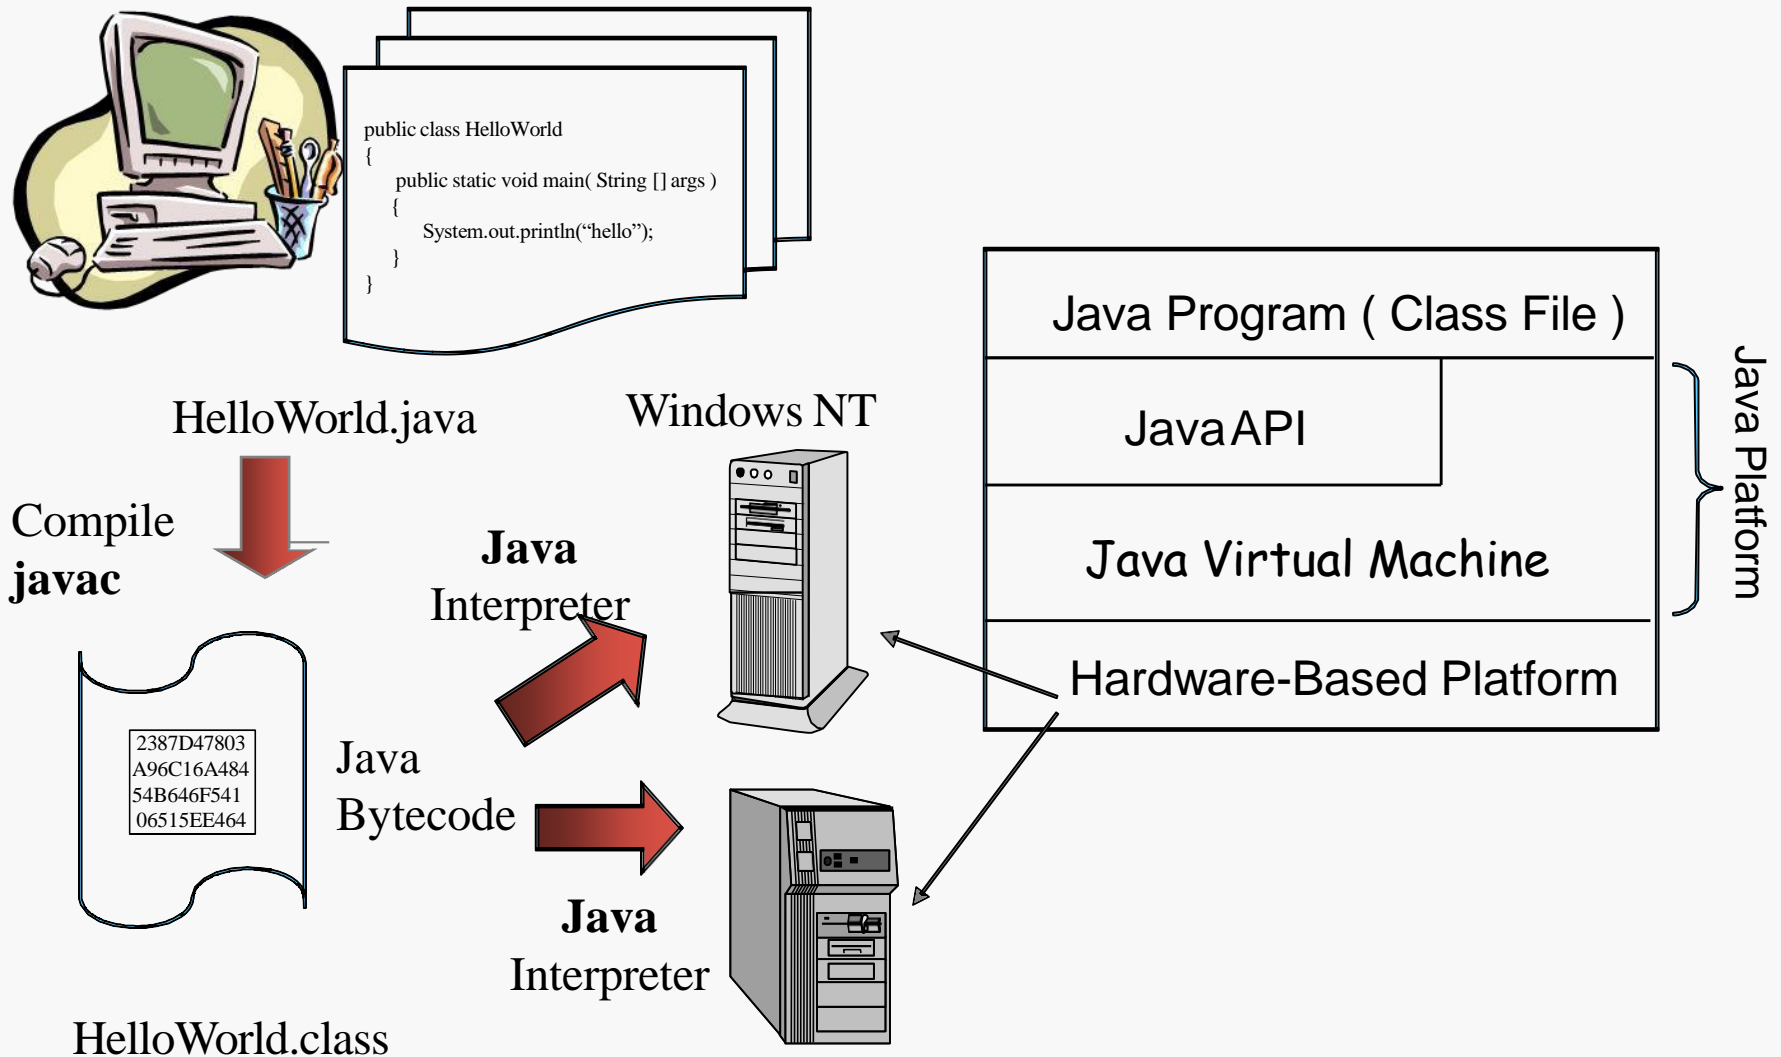 public class HelloWorld
{
public static void main( String [] args )
{
System.out.println(“hello”);
}
}
HelloWorld.java
Compile
javac
2387D47803
A96C16A484
54B646F541
06515EE464
Java
Bytecode
HelloWorld.class
Java
Interpreter
Windows NT
Java
Interpreter
Java Program ( Class File )
Java API
Java Virtual Machine
Hardware-Based Platform
Java Platform